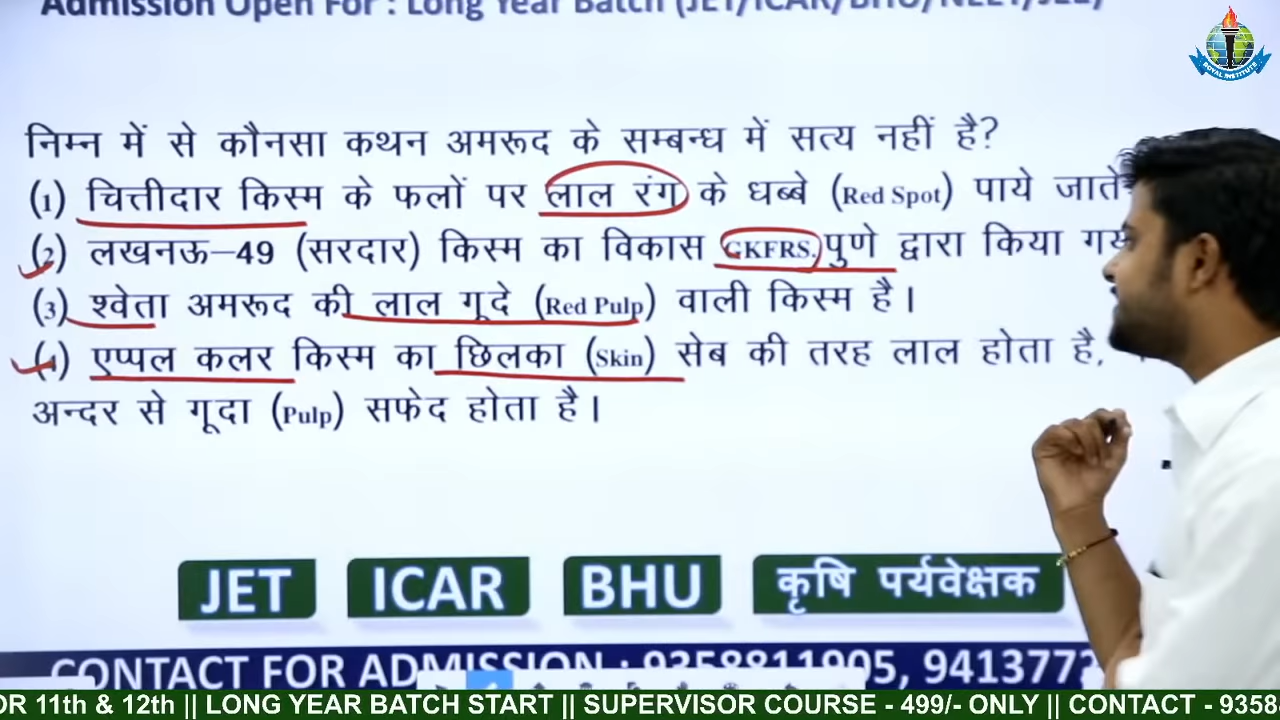 Admission Open For : Long Year Batch (JET/ICAR/BHU/NEET/JEE)
ROYAL INSTITUTE
निम्न में से कौनसा कथन अमरूद के सम्बन्ध में सत्य नहीं है?
(1) चित्तीदार किस्म के फलों पर लाल रंग के धब्बे (Red Spot) पाये जाते
(2) लखनऊ–49 (सरदार) किस्म का विकास GKFRS, पुणे द्वारा किया
(3) श्वेता अमरूद की लाल गूदे (Red Pulp) वाली किस्म है।
(4) एप्पल कलर किस्म का छिलका (Skin) सेब की तरह लाल होता है,
अन्दर से गूदा (Pulp) सफेद होता है।
JET ICAR BHU कृषि पर्यवेक्षक
CONTACT FOR ADMISSION : 9358811905, 941377
OR 11th & 12th || LONG YEAR BATCH START || SUPERVISOR COURSE - 499/- ONLY || CONTACT - 9358